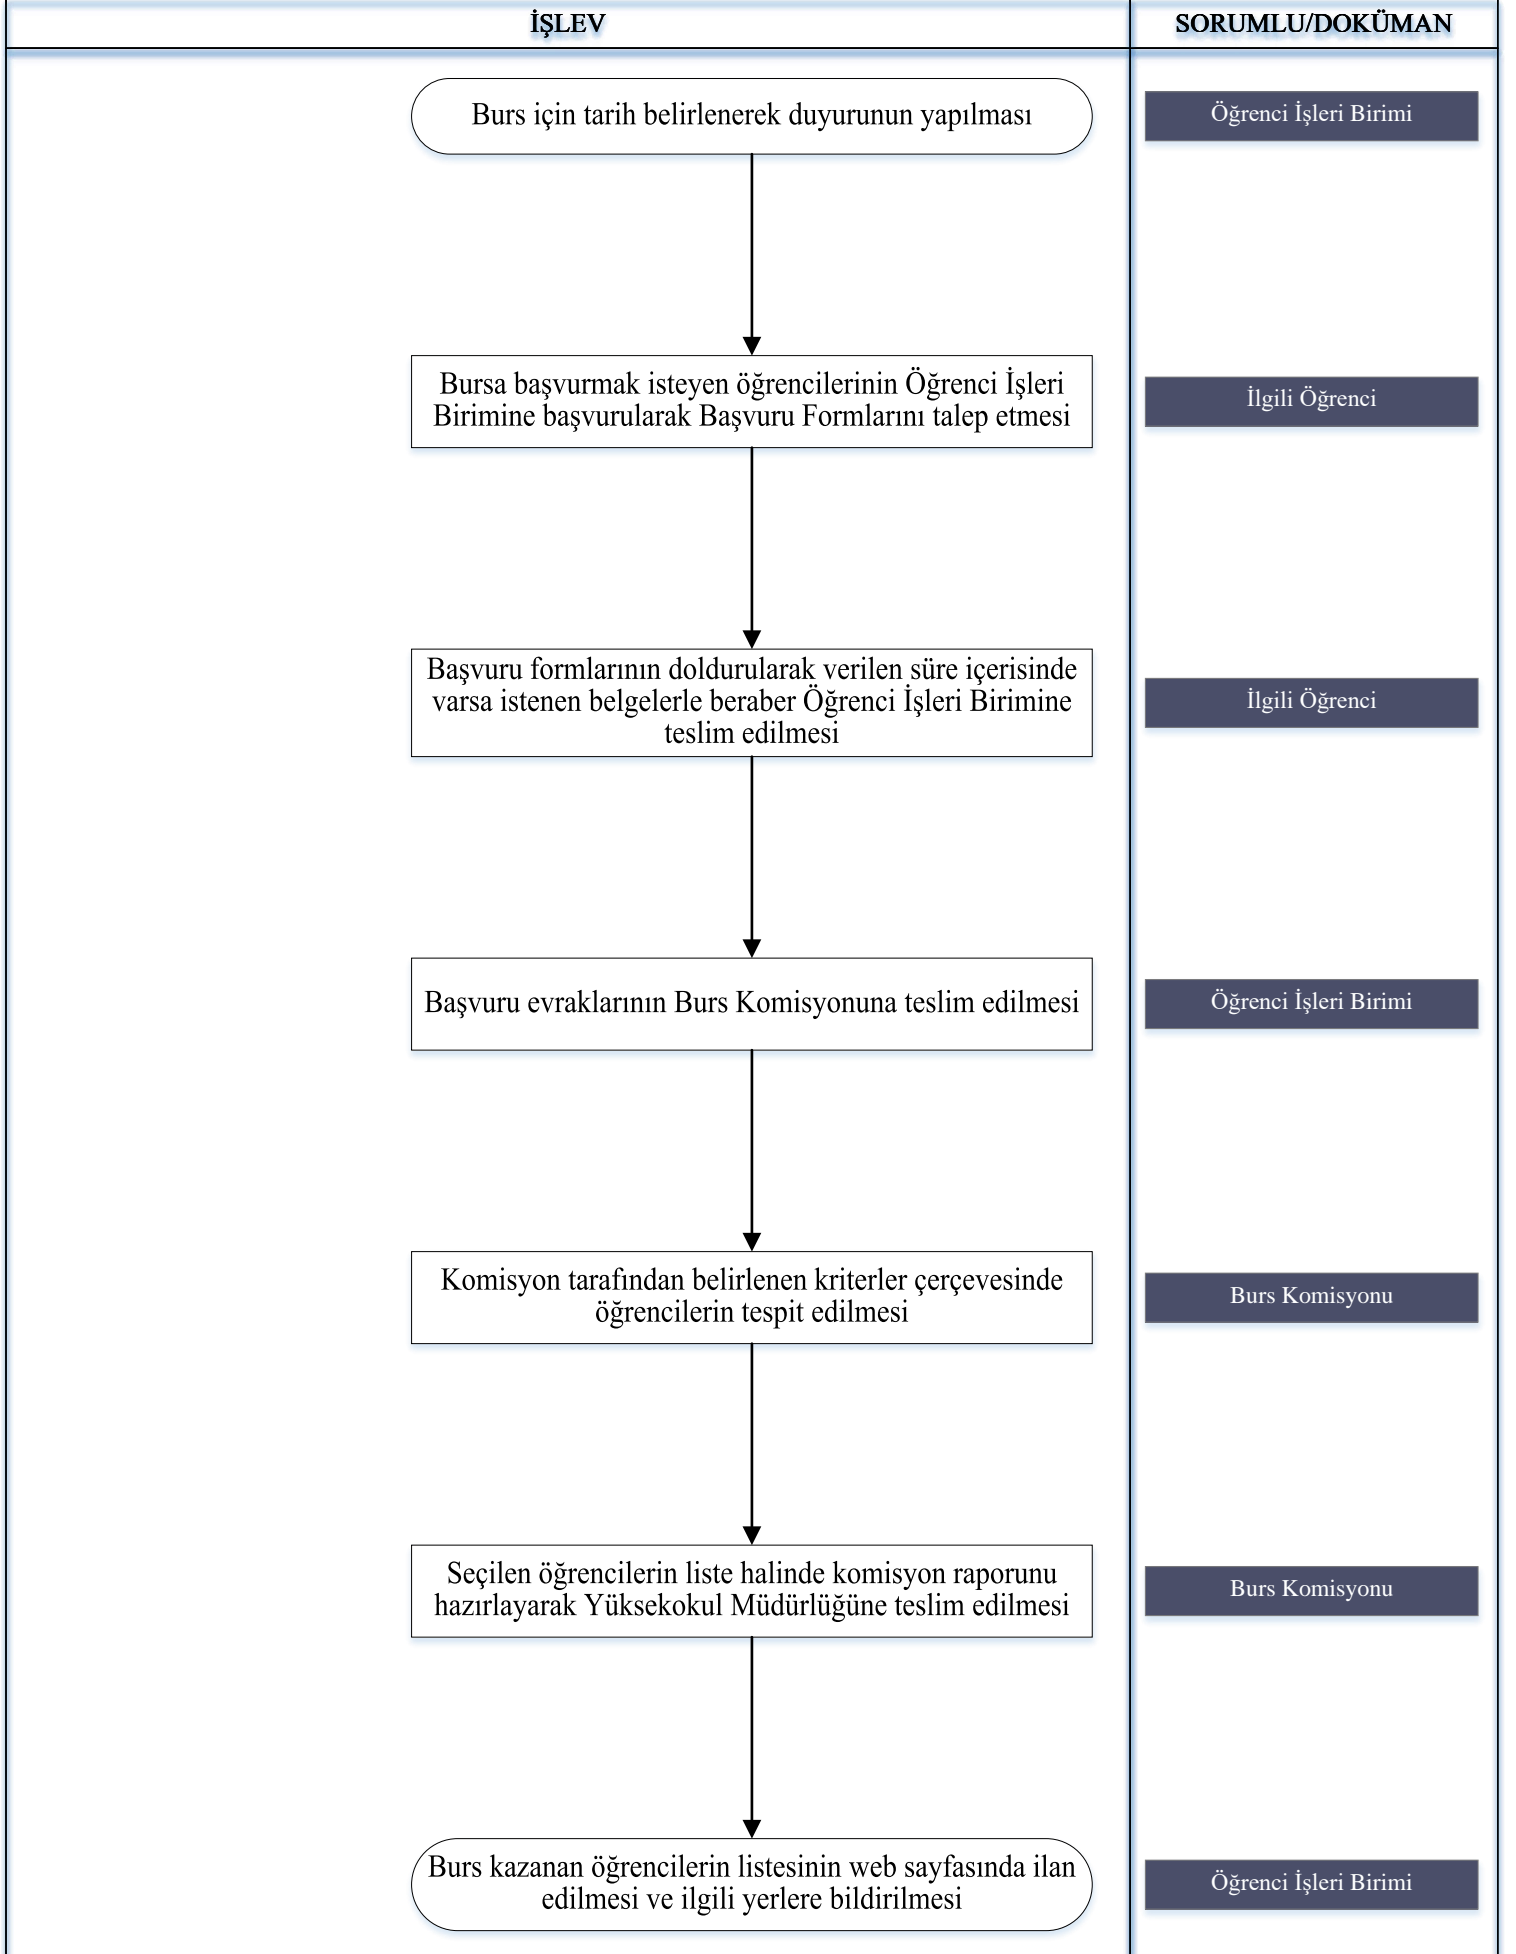 İŞLEV
SORUMLU/DOKÜMAN
Burs için tarih belirlenerek duyurunun yapılması
Öğrenci İşleri Birimi
Bursa başvurmak isteyen öğrencilerinin Öğrenci İşleri
Birimine başvurularak Başvuru Formlarını talep etmesi
İlgili Öğrenci
Başvuru formlarının doldurularak verilen süre içerisinde
varsa istenen belgelerle beraber Öğrenci İşleri Birimine
teslim edilmesi
İlgili Öğrenci
Başvuru evraklarının Burs Komisyonuna teslim edilmesi
Öğrenci İşleri Birimi
Komisyon tarafından belirlenen kriterler çerçevesinde
öğrencilerin tespit edilmesi
Burs Komisyonu
Seçilen öğrencilerin liste halinde komisyon raporunu
hazırlayarak Yüksekokul Müdürlüğüne teslim edilmesi
Burs Komisyonu
Burs kazanan öğrencilerin listesinin web sayfasında ilan
edilmesi ve ilgili yerlere bildirilmesi
Öğrenci İşleri Birimi